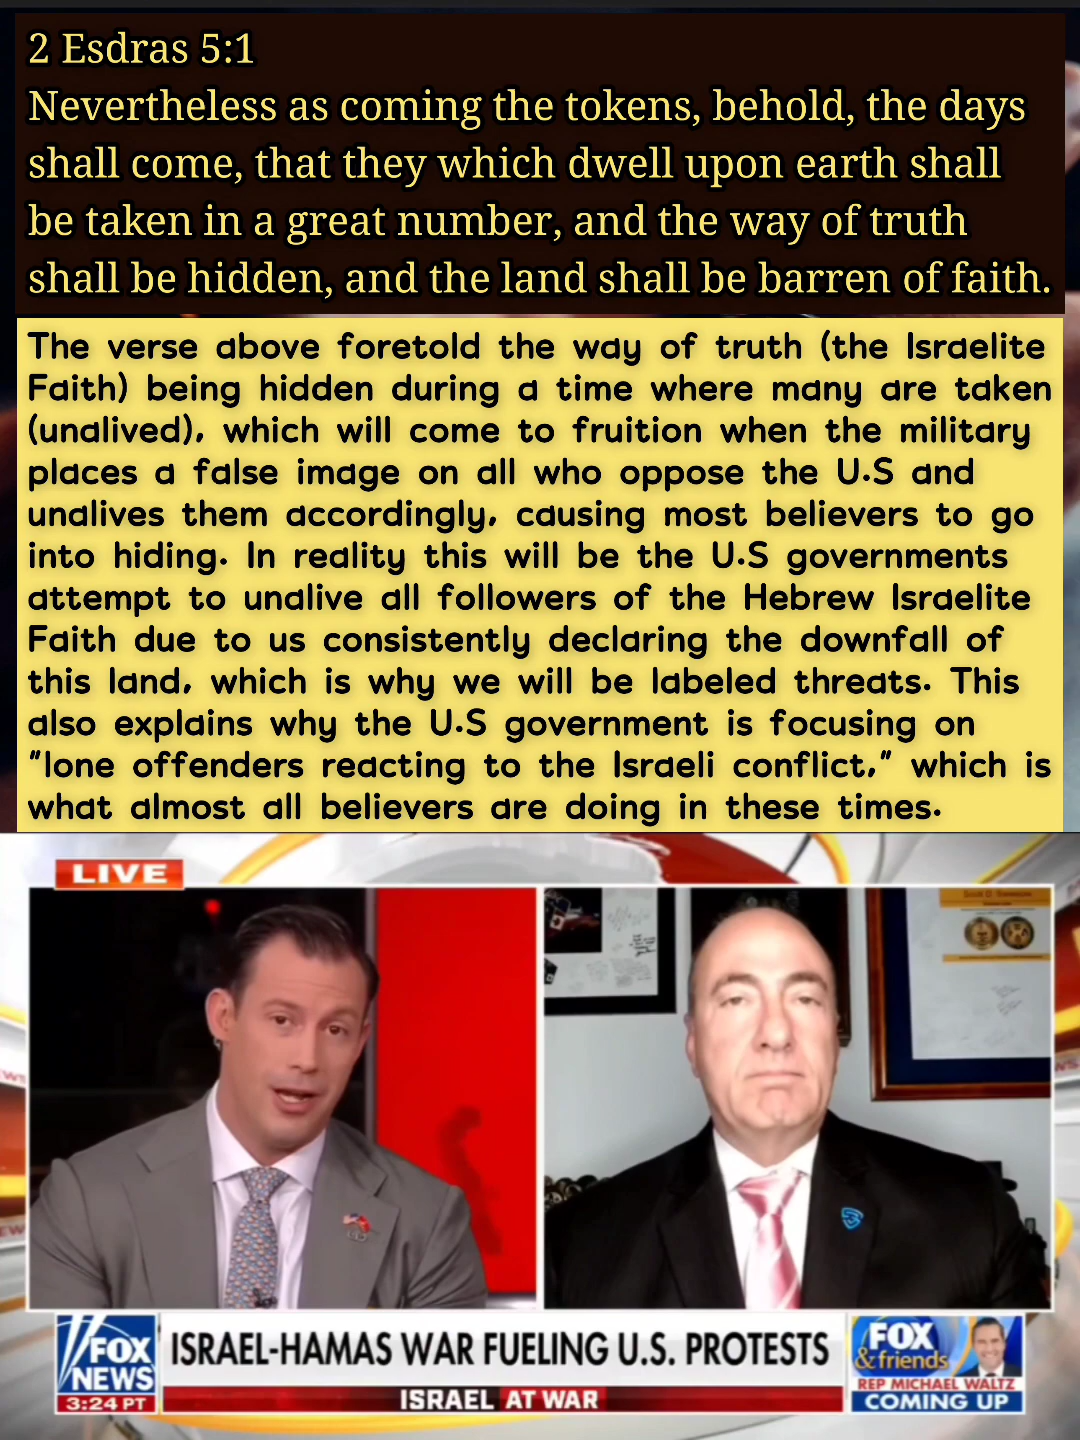 2 Esdras 5:1
Nevertheless as coming the tokens, behold, the days
shall come, that they which dwell upon earth shall
be taken in a great number, and the way of truth
shall be hidden, and the land shall be barren of faith.
The verse above foretold the way of truth (the Israelite
Faith) being hidden during a time where many are taken
(unalived), which will come to fruition when the military
places a false image on all who oppose the U.S and
unalives them accordingly, causing most believers to go
into hiding. In reality this will be the U.S governments
attempt to unalive all followers of the Hebrew Israelite
Faith due to us consistently declaring the downfall of
this land, which is why we will be labeled threats. This
also explains why the U.S government is focusing on
"lone offenders reacting to the Israeli conflict," which is
what almost all believers are doing in these times.
LIVE
FOX
NEWS
3:24 PT
ISRAEL-HAMAS WAR FUELING U.S. PROTESTS
ISRAEL AT WAR
FOX
& friends
REP MICHAEL WALTZ
COMING UP